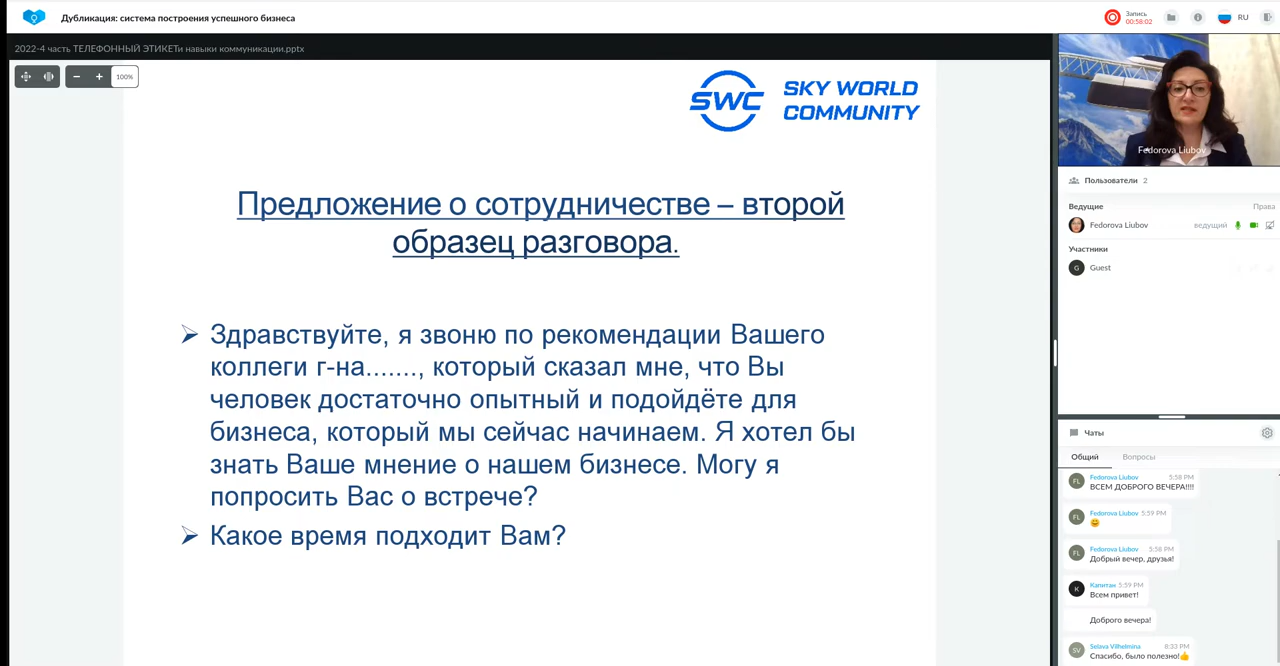 Дубликация: система построения успешного бизнеса
Запись
00:58:02
RU
2022-4 часть ТЕЛЕФОННЫЙ ЭТИКЕТи навыки коммуникации.pptx
100%
SWC
SKY WORLD
COMMUNITY
Предложение о сотрудничестве – второй
образец разговора.
Здравствуйте, я звоню по рекомендации Вашего
коллеги г-на......., который сказал мне, что Вы
человек достаточно опытный и подойдёте для
бизнеса, который мы сейчас начинаем. Я хотел бы
знать Ваше мнение о нашем бизнесе. Могу я
попросить Вас о встрече?
Какое время подходит Вам?
Fedorova Liubov
Пользователи 2
Ведущие Права
Fedorova Liubov ведущий
Участники
G Guest
Чаты
Общий Вопросы
FL Fedorova Liubov 5:58 PM
ВСЕМ ДОБРОГО ВЕЧЕРА!!!!
FL Fedorova Liubov 5:59 PM
😊
FL Fedorova Liubov 5:58 PM
Добрый вечер, друзья!
K Капитан 5:59 PM
Всем привет!
Доброго вечера!
SV Selava Vilhelmina 8:33 PM
Спасибо, было полезно!👍